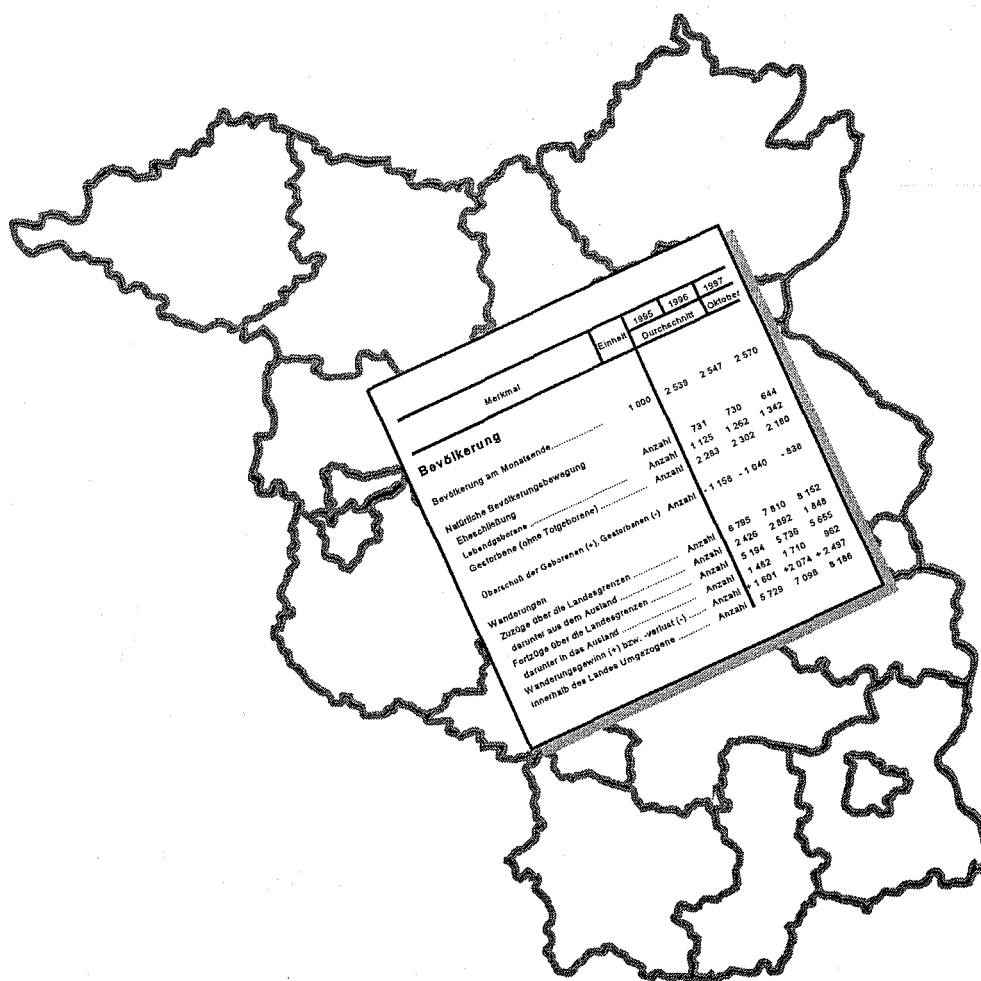 Merkmal Einheit 1995 1996 1997
Durchschnitt Oktober
Bevölkerung
Bevölkerung am Monatsende.......... 1 000 2 539 2 547 2 570
Natürliche Bevölkerungsbewegung
Eheschließung .......... Anzahl 731 730 644
Lebendgeborene .......... Anzahl 1 125 1 262 1 342
Gestorbene (ohne Totgeborene) .......... Anzahl 2 283 2 302 2 180
Überschuß der Geborenen (+), Gestorbenen (-) Anzahl - 1 158 - 1 040 - 838
Wanderungen
Zuzüge über die Landesgrenzen .......... Anzahl 6 795 7 810 8 152
darunter aus dem Ausland .......... Anzahl 2 426 2 892 1 848
Fortzüge über die Landesgrenzen .......... Anzahl 5 194 5 736 5 655
darunter in das Ausland .......... Anzahl 1 462 1 710 962
Wanderungsgewinn (+) bzw. -verlust (-) ..... Anzahl + 1 601 +2 074 + 2 497
Innerhalb des Landes Umgezogene ........ Anzahl 5 729 7 098 8 186